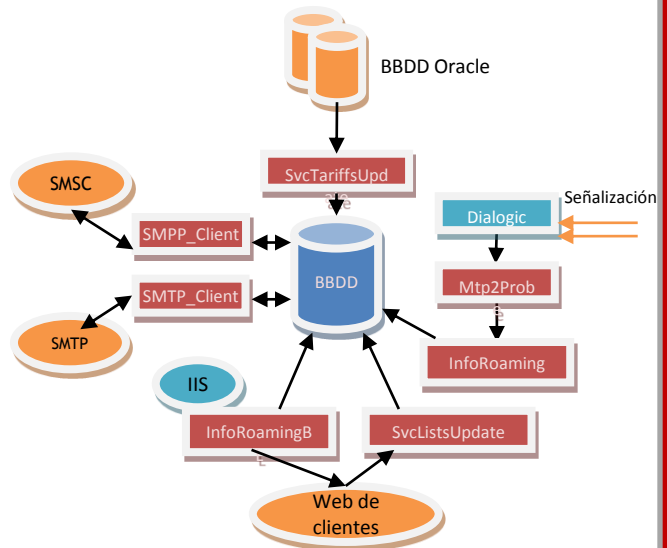 BBDD Oracle
SvcTariffsUpd
SMSC
Señalización
Dialogic
SMPP_Client
BBDD
SMTP_Client
Mtp2Prob
e
SMTP
InfoRoaming
IIS
InfoRoamingB
SvcListsUpdate
Web de
clientes